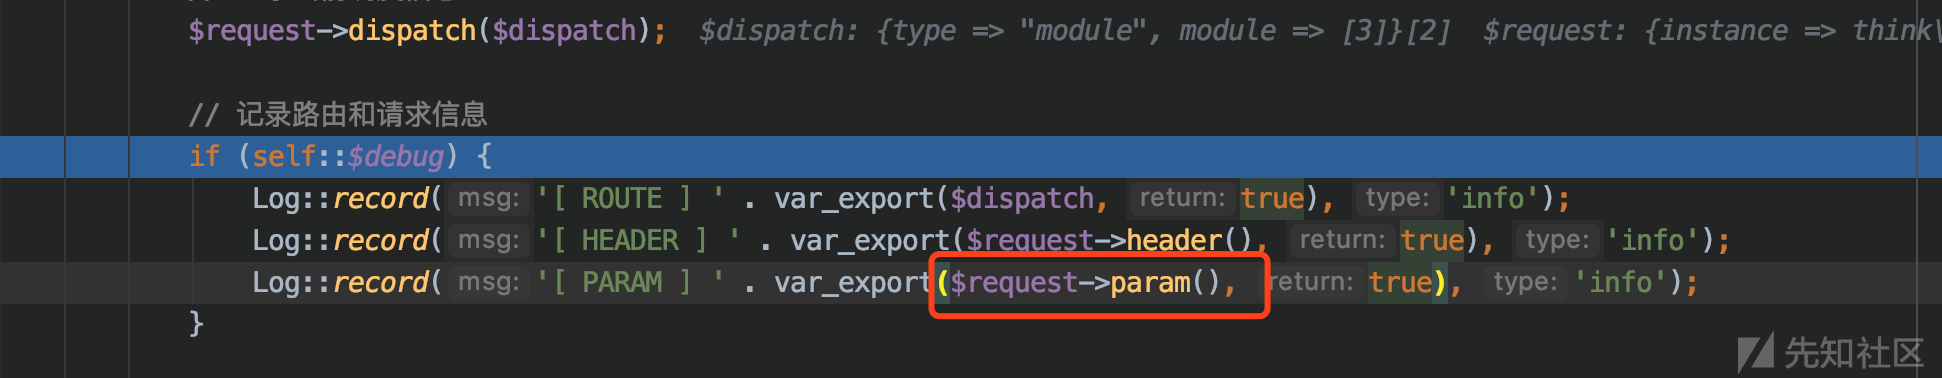 $request->dispatch($dispatch); $dispatch: {type => "module", module => [3]}[2] $request: {instance => think\
// 记录路由和请求信息
if (self::$debug) {
Log::record( msg: '[ ROUTE ] ' . var_export($dispatch, return: true), type: 'info');
Log::record( msg: '[ HEADER ] ' . var_export($request->header(), return: true), type: 'info');
Log::record( msg: '[ PARAM ] ' . var_export($request->param(), return: true), type: 'info');
}
先知社区